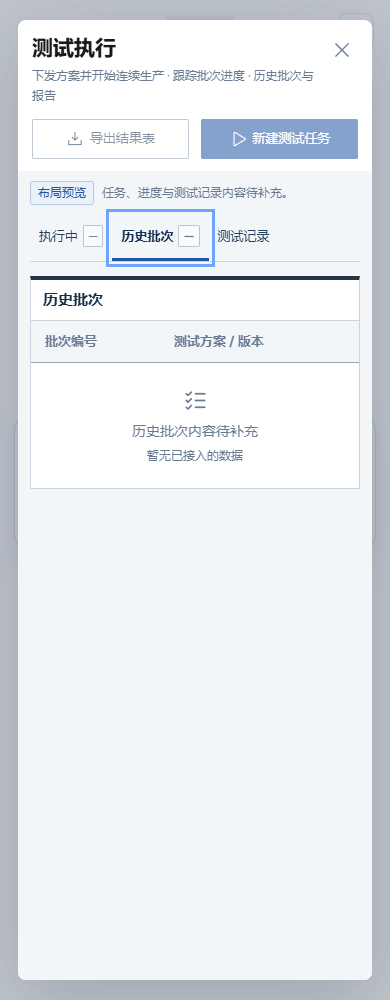 测试执行
下发方案并开始连续生产 · 跟踪批次进度 · 历史批次与
报告
导出结果表
新建测试任务
布局预览 任务、进度与测试记录内容待补充。
执行中 — 历史批次 — 测试记录
历史批次
批次编号 测试方案 / 版本
历史批次内容待补充
暂无已接入的数据